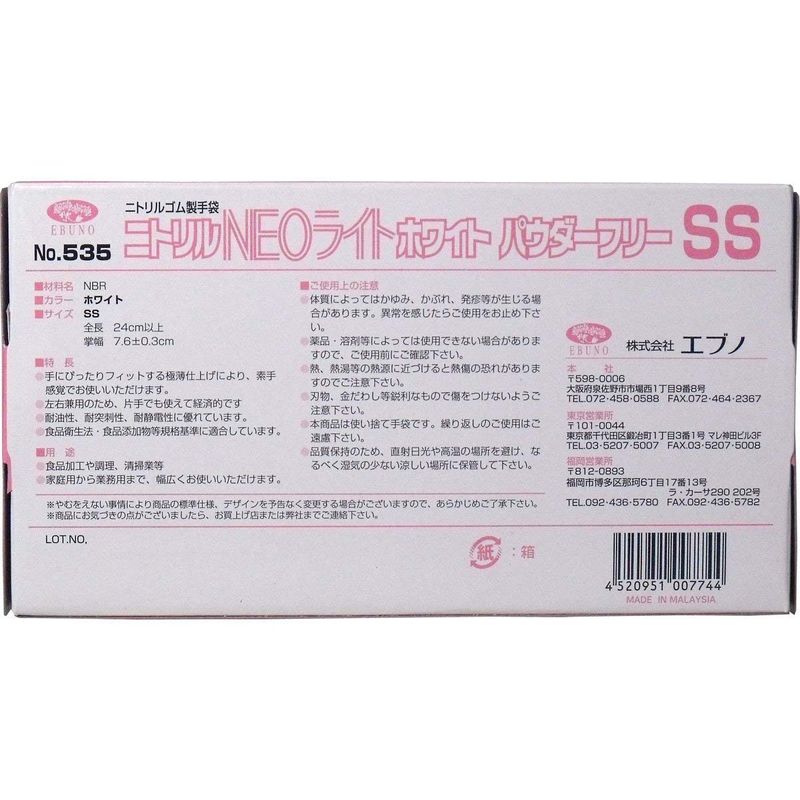 EBUNO
ニトリルゴム製手袋
No.535 ニトリルNEOライトホワイト パウダーフリー SS
■材料名 NBR
■カラー ホワイト
■サイズ SS
全長 24cm以上
掌幅 7.6±0.3cm
■特長
●手にぴったりフィットする極薄仕上げにより、素手
感覚でお使いいただけます。
●左右兼用のため、片手でも使えて経済的です
●耐油性、耐突刺性、耐静電性に優れています。
●食品衛生法・食品添加物等規格基準に適合しています。
■用途
●食品加工や調理、清掃業等
●家庭用から業務用まで、幅広くお使いいただけます。
■ご使用上の注意
●体質によってはかゆみ、かぶれ、発疹等が生じる場
合があります。異常を感じたらご使用をお止め下さ
い。
●薬品・溶剤等によっては使用できない場合がありま
すので、ご使用前にご確認下さい。
●熱、熱湯等の熱源に近づけると熱傷の恐れがありま
すのでご注意下さい。
●刃物、金だわし等鋭利なもので傷をつけないようご
注意下さい。
●本商品は使い捨て手袋です。繰り返しのご使用はご
遠慮下さい。
●品質保持のため、直射日光や高温の場所を避け、な
るべく湿気の少ない涼しい場所に保管して下さい。
EBUNO 株式会社 エブノ
本社
〒598-0006
大阪府泉佐野市市場西1丁目9番8号
TEL.072-458-0588 FAX.072-464-2367
東京営業所
〒101-0044
東京都千代田区鍛冶町1丁目3番1号 マレ神田ビル3F
TEL.03-5207-5007 FAX.03-5207-5008
福岡営業所
〒812-0893
福岡市博多区那珂6丁目17番13号
ラ・カーサ290 202号
TEL.092-436-5780 FAX.092-436-5782
※やむをえない事情により商品の標準仕様、デザインを予告なく変更する場合がございますので、あらかじめご了承下さい。
※商品にお気づきの点がございましたら、お買上げ店または弊社までご連絡下さい。
LOT.NO.
紙:箱
4 520951 007744
MADE IN MALAYSIA